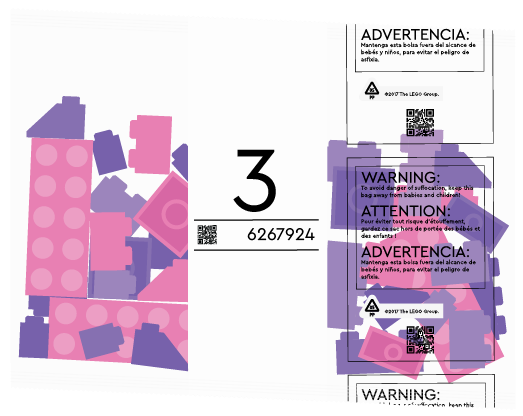 ADVERTENCIA:
Mantenga esta bolsa fuera del alcance de
bebés y niños, para evitar el peligro de
asfixia.
PP
©2017 The LEGO Group.
3
6267924
WARNING:
To avoid danger of suffocation, keep this
bag away from babies and children!
ATTENTION:
Pour éviter tout risque d'étouffement,
gardez ce sac hors de portée des bébés et
des enfants!
ADVERTENCIA:
Mantenga esta bolsa fuera del alcance de
bebés y niños, para evitar el peligro de
asfixia.
PP
©2017 The LEGO Group.
WARNING: